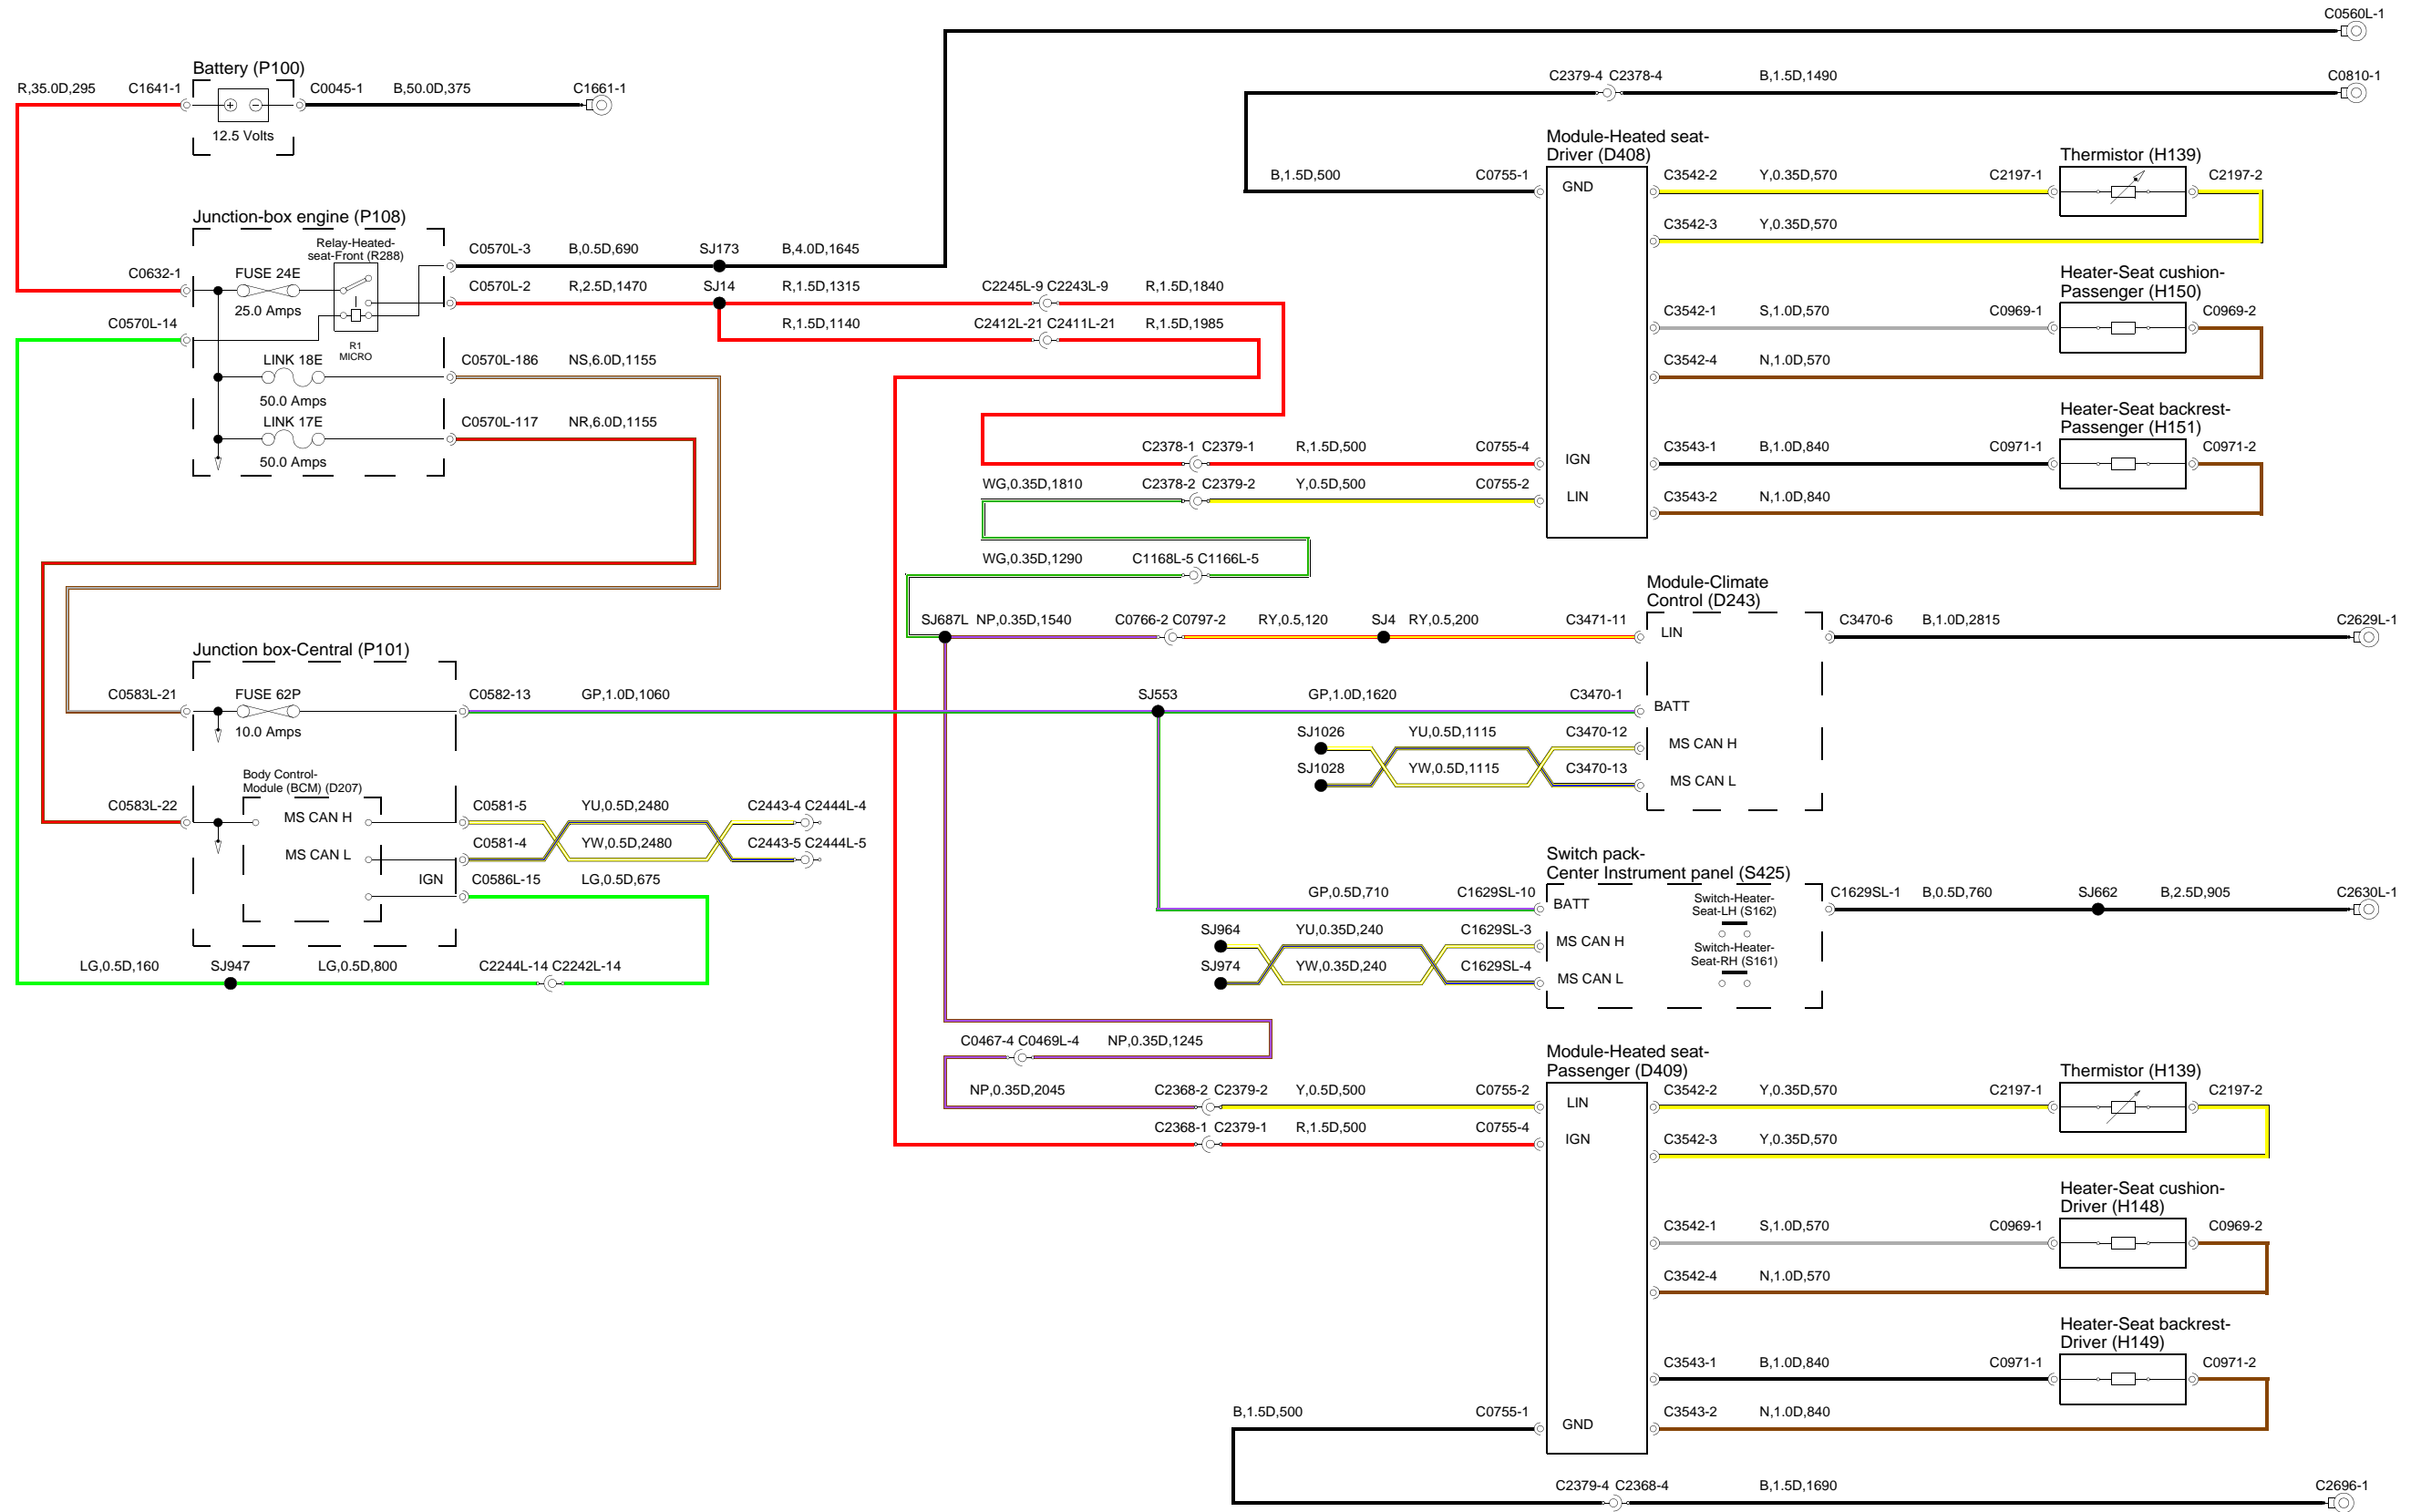 C0560L-1
C2379-4 C2378-4 B,1.5D,1490 C0810-1
Battery (P100)
R,35.0D,295 C1641-1 C0045-1 B,50.0D,375 C1661-1
12.5 Volts
Module-Heated seat-
Driver (D408)
B,1.5D,500 C0755-1 GND C3542-2 Y,0.35D,570 C2197-1 C2197-2
Thermistor (H139)
C3542-3 Y,0.35D,570
Junction-box engine (P108)
Relay-Heated-
seat-Front (R288)
C0570L-3 B,0.5D,690 SJ173 B,4.0D,1645
C0632-1 FUSE 24E
25.0 Amps
C0570L-2 R,2.5D,1470 SJ14 R,1.5D,1315 C2245L-9 C2243L-9 R,1.5D,1840
R,1.5D,1140 C2412L-21 C2411L-21 R,1.5D,1985
C0570L-14
R1
MICRO
LINK 18E
50.0 Amps
C0570L-186 NS,6.0D,1155
LINK 17E
50.0 Amps
C0570L-117 NR,6.0D,1155
Heater-Seat cushion-
Passenger (H150)
C3542-1 S,1.0D,570 C0969-1 C0969-2
C3542-4 N,1.0D,570
Heater-Seat backrest-
Passenger (H151)
C2378-1 C2379-1 R,1.5D,500 C0755-4 IGN C3543-1 B,1.0D,840 C0971-1 C0971-2
WG,0.35D,1810 C2378-2 C2379-2 Y,0.5D,500 C0755-2 LIN C3543-2 N,1.0D,840
WG,0.35D,1290 C1168L-5 C1166L-5
Module-Climate
Control (D243)
SJ687L NP,0.35D,1540 C0766-2 C0797-2 RY,0.5,120 SJ4 RY,0.5,200 C3471-11 LIN C3470-6 B,1.0D,2815 C2629L-1
Junction box-Central (P101)
C0583L-21 FUSE 62P
10.0 Amps
C0582-13 GP,1.0D,1060 SJ553 GP,1.0D,1620 C3470-1 BATT
SJ1026 YU,0.5D,1115 C3470-12 MS CAN H
SJ1028 YW,0.5D,1115 C3470-13 MS CAN L
Body Control-
Module (BCM) (D207)
C0583L-22 MS CAN H C0581-5 YU,0.5D,2480 C2443-4 C2444L-4
MS CAN L C0581-4 YW,0.5D,2480 C2443-5 C2444L-5
IGN C0586L-15 LG,0.5D,675
Switch pack-
Center Instrument panel (S425)
GP,0.5D,710 C1629SL-10 BATT
Switch-Heater-
Seat-LH (S162)
C1629SL-1 B,0.5D,760 SJ662 B,2.5D,905 C2630L-1
SJ964 YU,0.35D,240 C1629SL-3 MS CAN H
Switch-Heater-
Seat-RH (S161)
SJ974 YW,0.35D,240 C1629SL-4 MS CAN L
LG,0.5D,160 SJ947 LG,0.5D,800 C2244L-14 C2242L-14
C0467-4 C0469L-4 NP,0.35D,1245
Module-Heated seat-
Passenger (D409)
Thermistor (H139)
NP,0.35D,2045 C2368-2 C2379-2 Y,0.5D,500 C0755-2 LIN C3542-2 Y,0.35D,570 C2197-1 C2197-2
C2368-1 C2379-1 R,1.5D,500 C0755-4 IGN C3542-3 Y,0.35D,570
Heater-Seat cushion-
Driver (H148)
C3542-1 S,1.0D,570 C0969-1 C0969-2
C3542-4 N,1.0D,570
Heater-Seat backrest-
Driver (H149)
C3543-1 B,1.0D,840 C0971-1 C0971-2
B,1.5D,500 C0755-1 GND C3543-2 N,1.0D,840
C2379-4 C2368-4 B,1.5D,1690 C2696-1